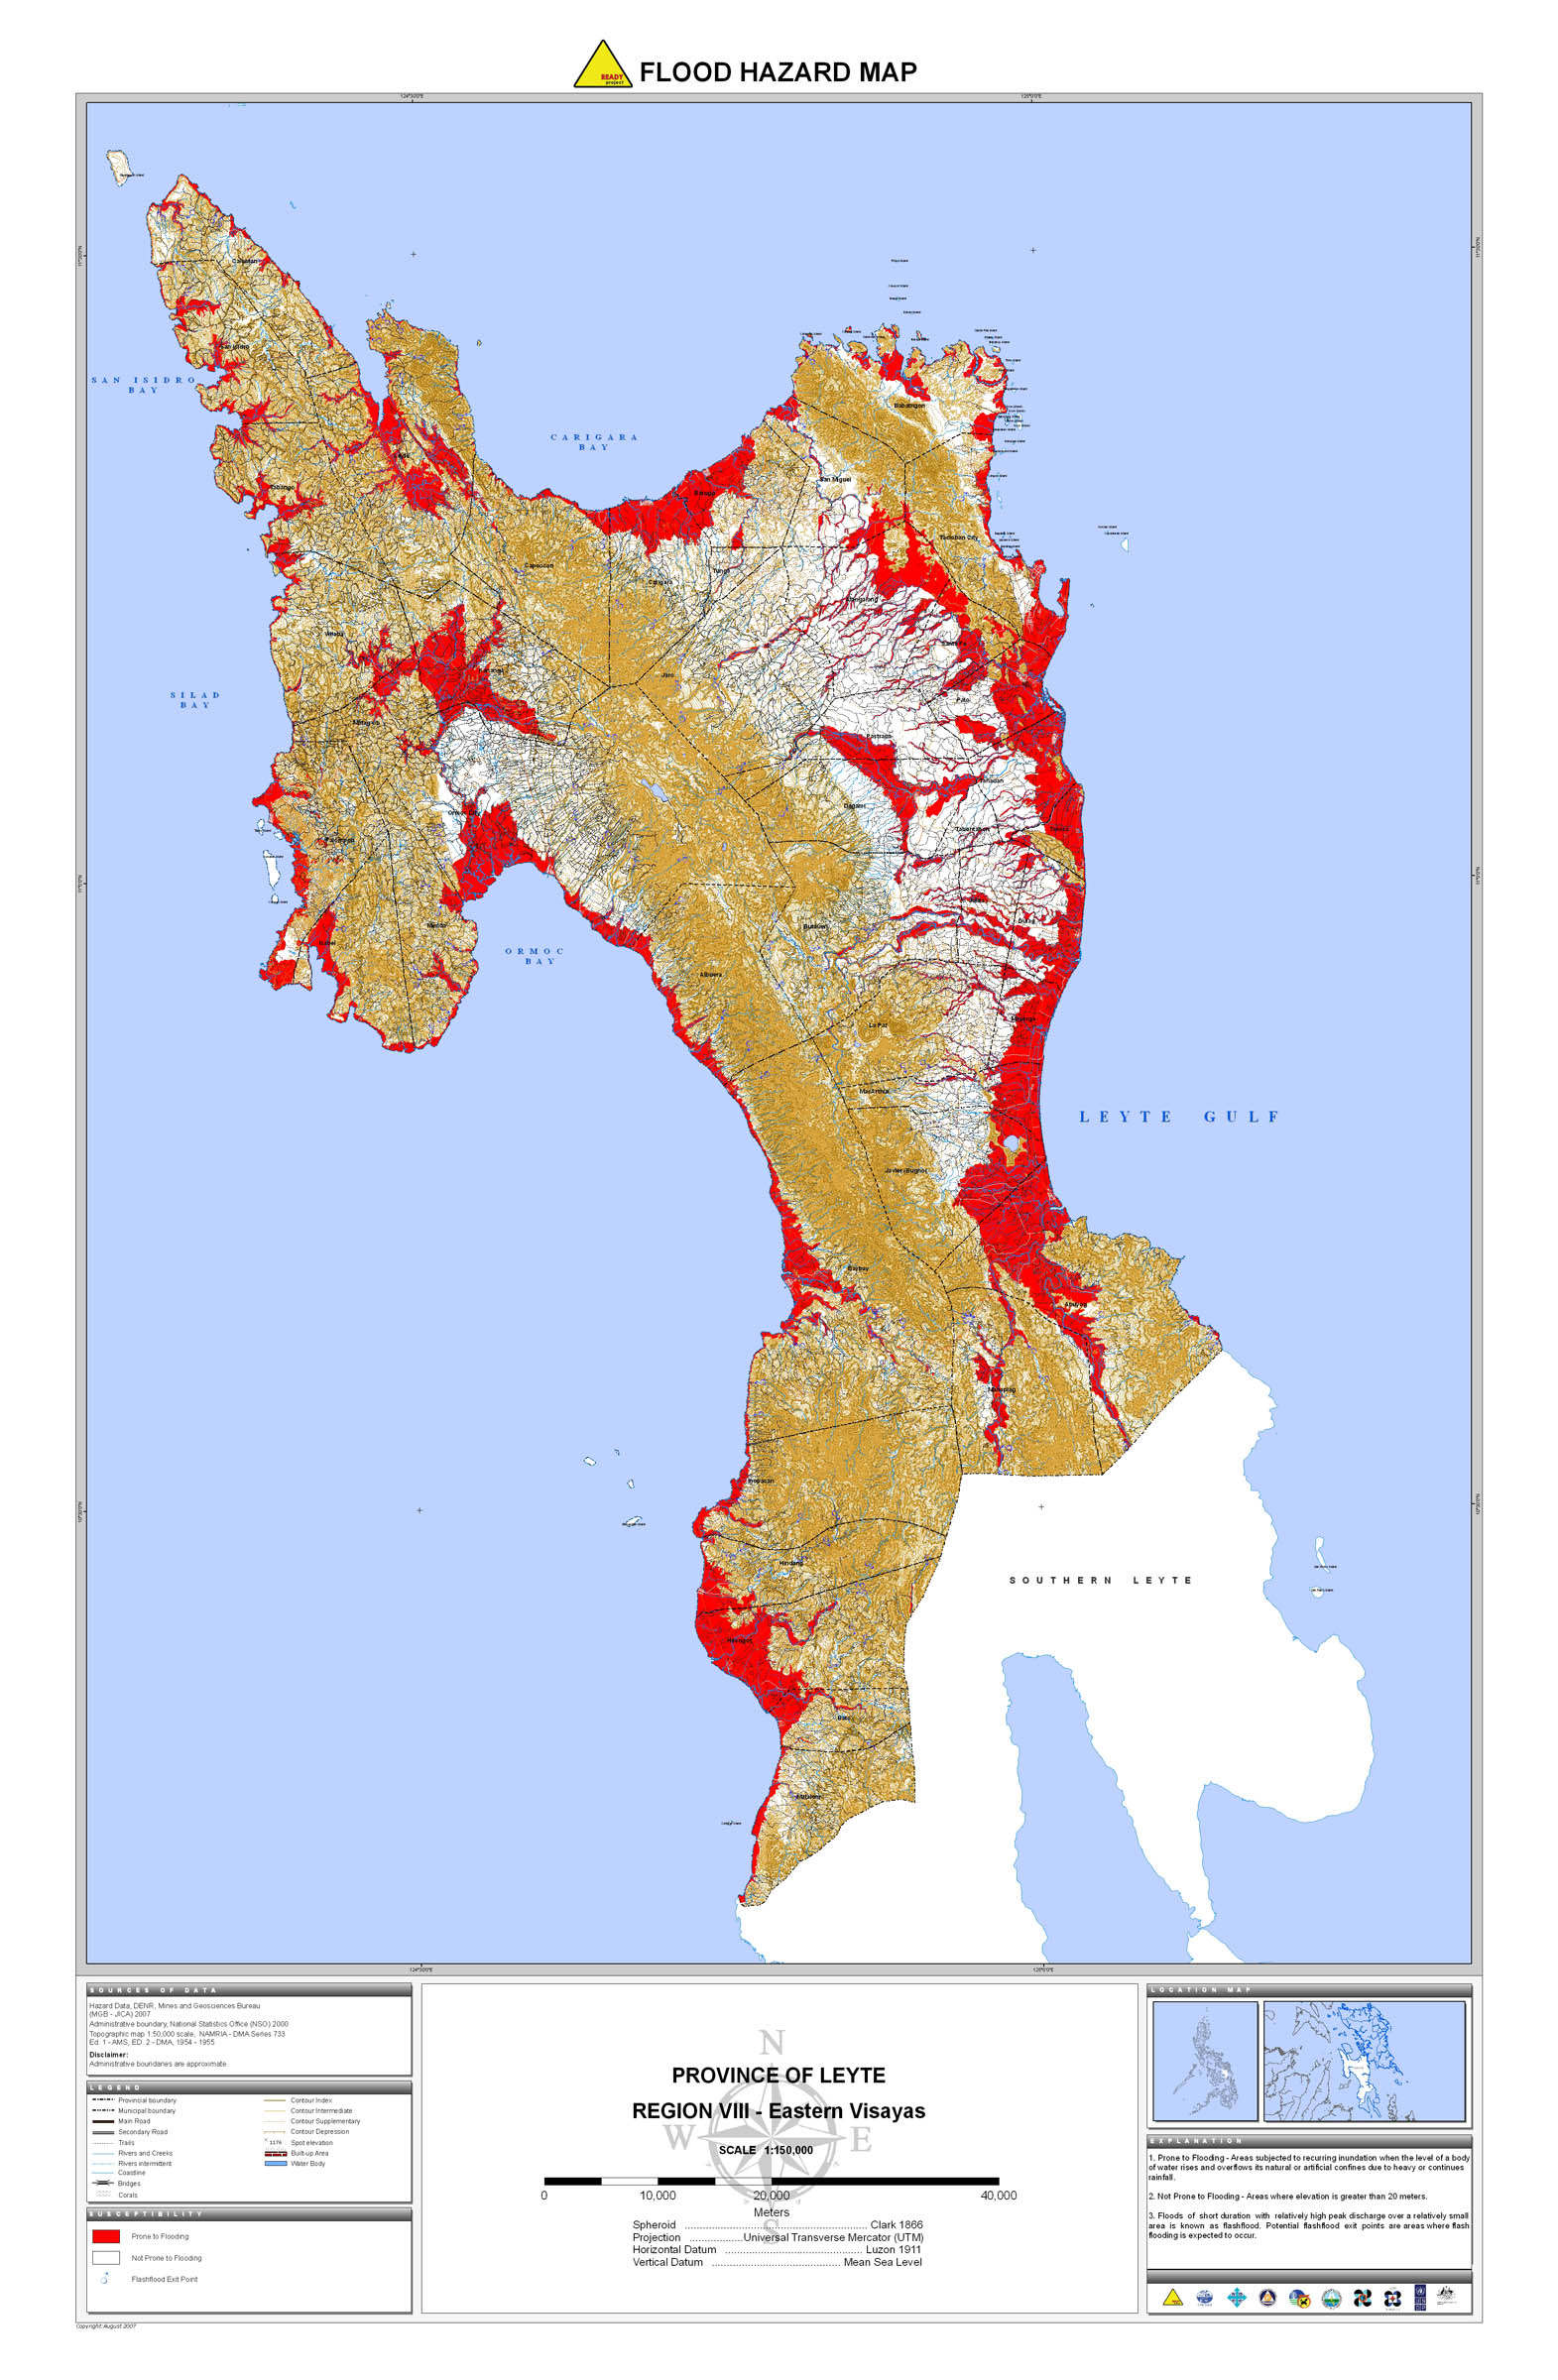 READY
project
FLOOD HAZARD MAP
124°30'0"E
125°0'0"E
Calubian
San Isidro
SAN ISIDRO
BAY
CARIGARA
BAY
Babatngon
Leyte
San Miguel
Tabango
Barugo
Tacloban City
Capoocan
Carigara
Tunga
Alangalang
Villaba
Santa Fe
Kananga
Jaro
SILAD
BAY
Palo
Matag-ob
Pastrana
Tanauan
Dagami
Ormoc City
Tabontabon
Tolosa
Palompon
Julita
Dulag
Merida
Burauen
Isabel
ORMOC
BAY
Albuera
La Paz
Mayorga
MacArthur
LEYTE GULF
Javier (Bugho)
Baybay
Abuyog
Mahaplag
Inopacan
Hindang
SOUTHERN LEYTE
Hilongos
Bato
Matalom
124°30'0"E
125°0'0"E
SOURCES OF DATA
Hazard Data, DENR, Mines and Geosciences Bureau
(MGB - JICA) 2007
Administrative boundary, National Statistics Office (NSO) 2000
Topographic map 1:50,000 scale, NAMRIA - DMA Series 733
Ed. 1 - AMS, ED. 2 - DMA, 1954 - 1955
Disclaimer:
Administrative boundaries are approximate.
LEGEND
Provincial boundary
Municipal boundary
Main Road
Secondary Road
Trails
Rivers and Creeks
Rivers intermittent
Coastline
Bridges
Corals
Contour Index
Contour Intermediate
Contour Supplementary
Contour Depression
1176 Spot elevation
Built-up Area
Water Body
SUSCEPTIBILITY
Prone to Flooding
Not Prone to Flooding
Flashflood Exit Point
Copyright: August 2007
N
PROVINCE OF LEYTE
REGION VIII - Eastern Visayas
W
E
SCALE 1:150,000
0 10,000 20,000 40,000
Meters
S
Spheroid ........ Clark 1866
Projection ........ Universal Transverse Mercator (UTM)
Horizontal Datum ........ Luzon 1911
Vertical Datum ........ Mean Sea Level
LOCATION MAP
EXPLANATION
1. Prone to Flooding - Areas subjected to recurring inundation when the level of a body
of water rises and overflows its natural or artificial confines due to heavy or continues
rainfall.
2. Not Prone to Flooding - Areas where elevation is greater than 20 meters.
3. Floods of short duration with relatively high peak discharge over a relatively small
area is known as flashflood. Potential flashflood exit points are areas where flash
flooding is expected to occur.